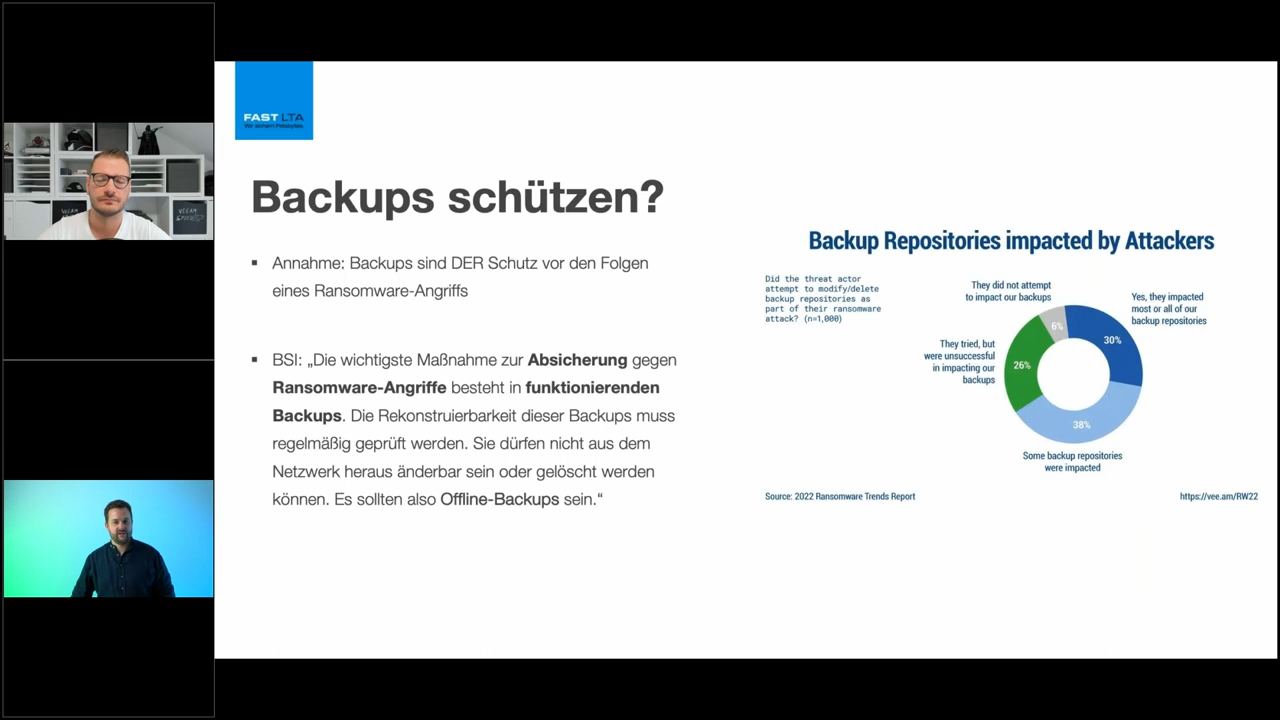 FAST LTA
Wir sichern Petabytes.
Backups schützen?
▪ Annahme: Backups sind DER Schutz vor den Folgen
eines Ransomware-Angriffs
▪ BSI: „Die wichtigste Maßnahme zur Absicherung gegen
Ransomware-Angriffe besteht in funktionierenden
Backups. Die Rekonstruierbarkeit dieser Backups muss
regelmäßig geprüft werden. Sie dürfen nicht aus dem
Netzwerk heraus änderbar sein oder gelöscht werden
können. Es sollten also Offline-Backups sein.“
Backup Repositories impacted by Attackers
Did the threat actor
attempt to modify/delete
backup repositories as
part of their ransomware
attack? (n=1,000)
They did not attempt
to impact our backups
6%
Yes, they impacted
most or all of our
backup repositories
30%
They tried, but
were unsuccessful
in impacting our
backups
26%
38%
Some backup repositories
were impacted
Source: 2022 Ransomware Trends Report
https://vee.am/RW22